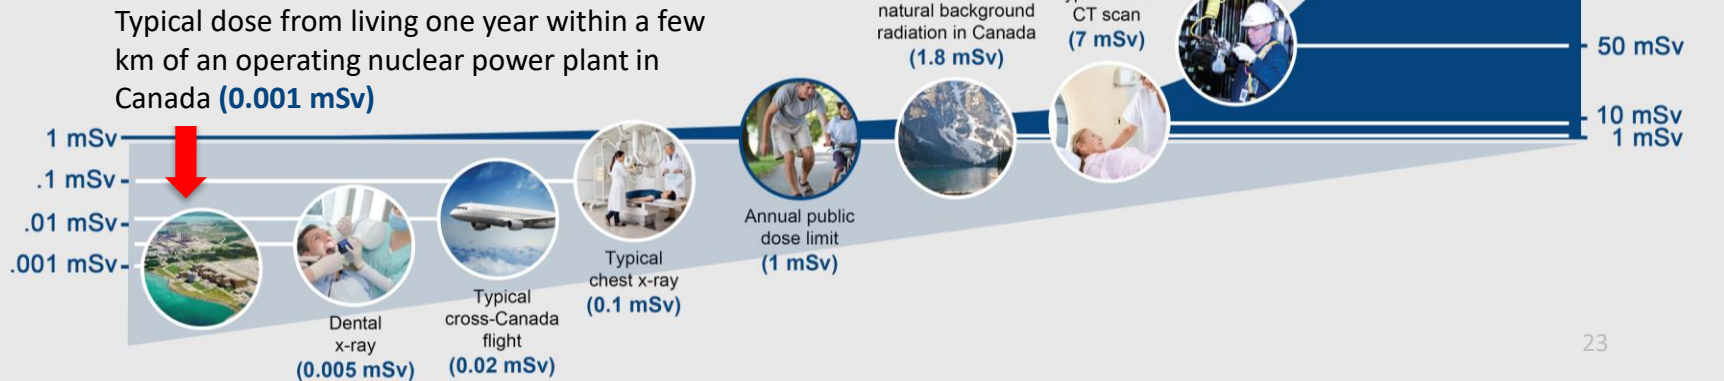 Typical dose from living one year within a few
km of an operating nuclear power plant in
Canada (0.001 mSv)
natural background
radiation in Canada
(1.8 mSv)
CT scan
(7 mSv)
50 mSv
10 mSv
1 mSv
1 mSv
.1 mSv
.01 mSv
.001 mSv
Dental
x-ray
(0.005 mSv)
Typical
cross-Canada
flight
(0.02 mSv)
Typical
chest x-ray
(0.1 mSv)
Annual public
dose limit
(1 mSv)
23